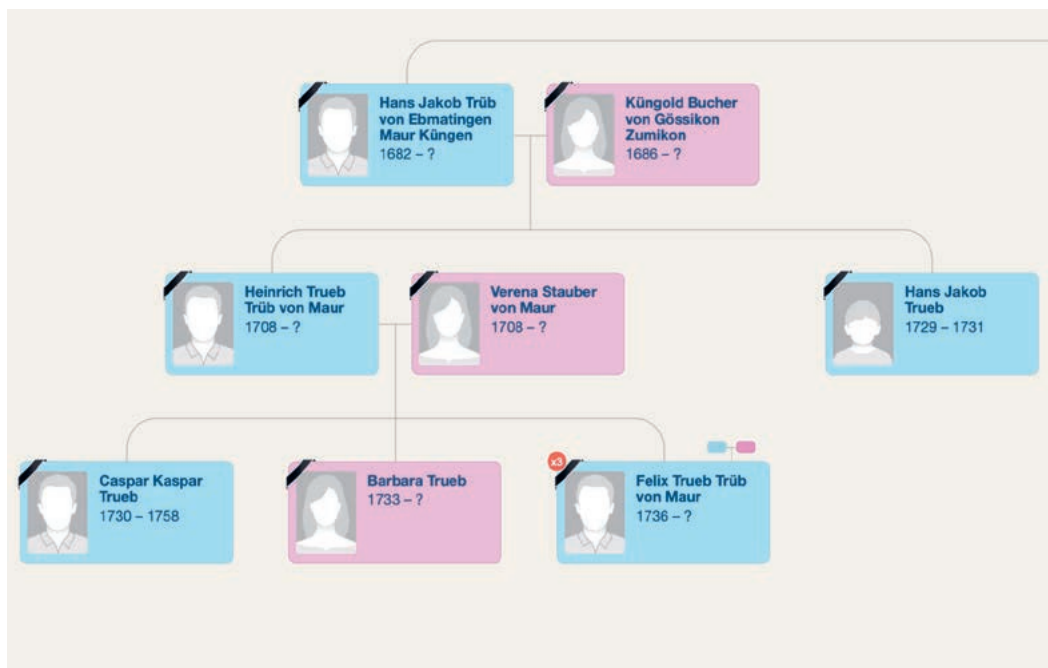 Hans Jakob Trüb
von Ebmatingen
Maur Küngen
1682 – ?
Küngold Bucher
von Gössikon
Zumikon
1686 – ?
Heinrich Trueb
Trüb von Maur
1708 – ?
Verena Stauber
von Maur
1708 – ?
Hans Jakob
Trueb
1729 – 1731
Caspar Kaspar
Trueb
1730 – 1758
Barbara Trueb
1733 – ?
x3
Felix Trueb Trüb
von Maur
1736 – ?